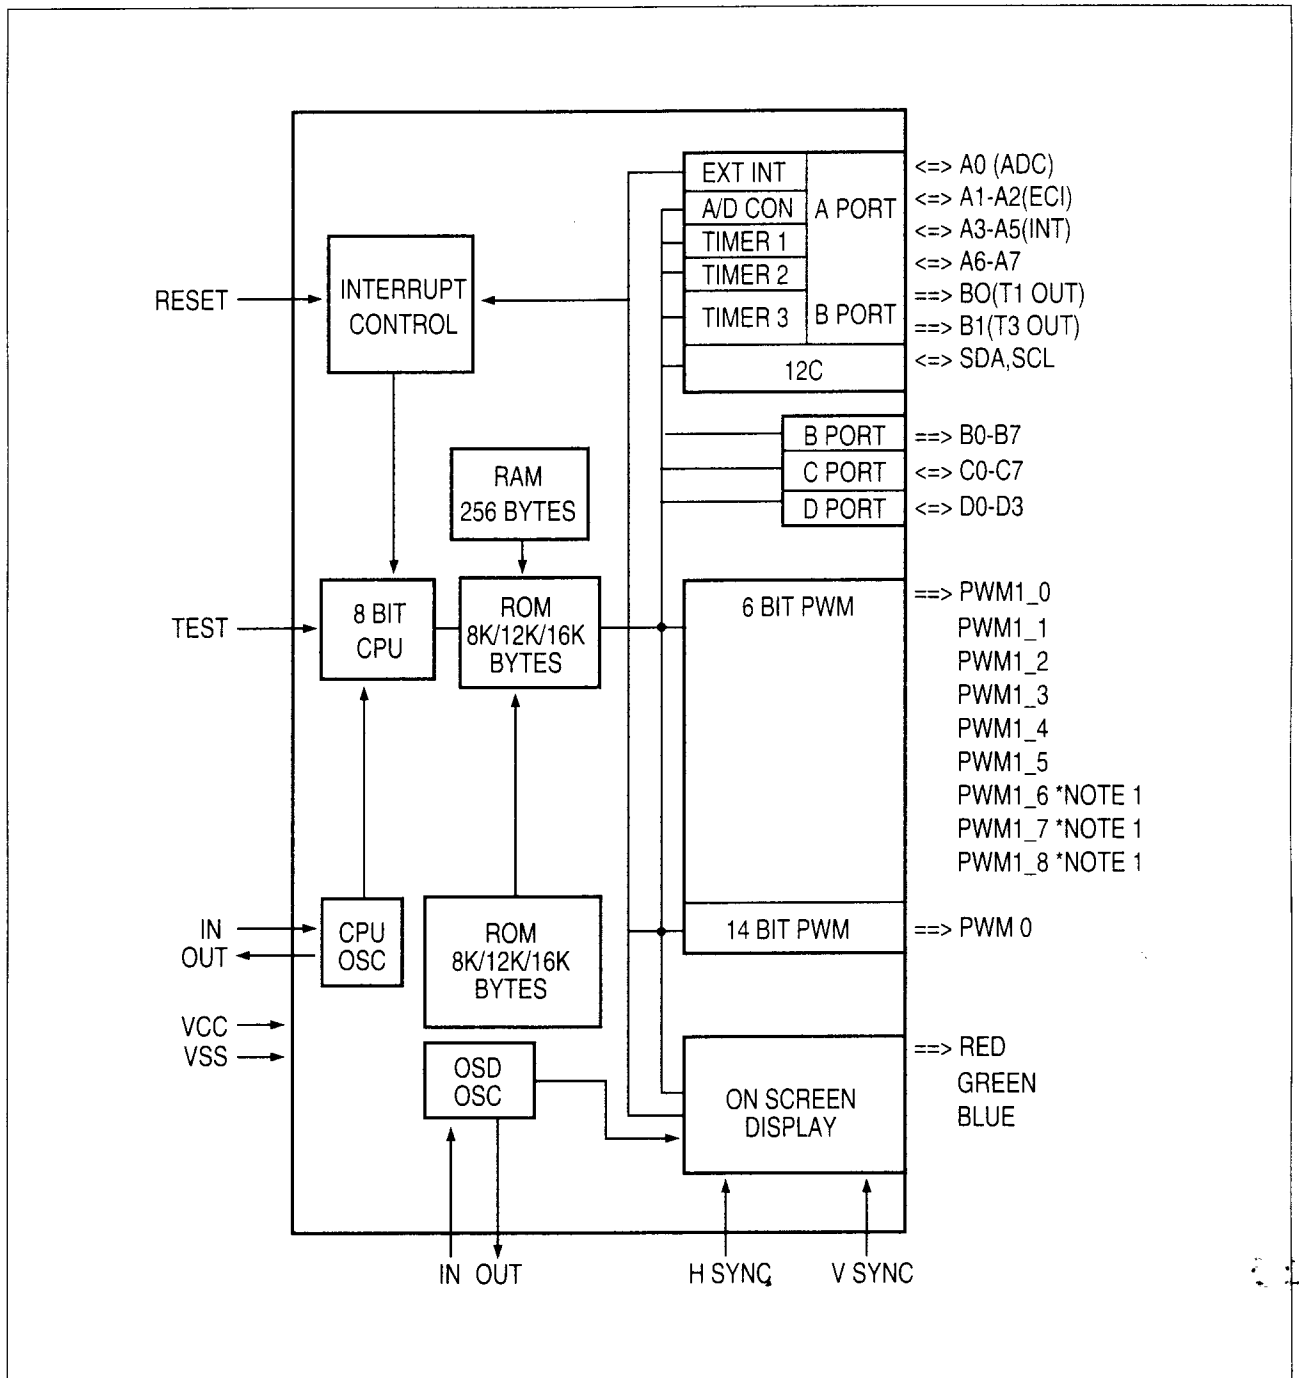 EXT INT
A/D CON
A PORT
TIMER 1
TIMER 2
TIMER 3
B PORT
12C
<=> A0 (ADC)
<=> A1-A2(ECI)
<=> A3-A5(INT)
<=> A6-A7
==> BO(T1 OUT)
==> B1(T3 OUT)
<=> SDA,SCL
RESET
INTERRUPT
CONTROL
B PORT
==> B0-B7
C PORT
<=> C0-C7
D PORT
<=> D0-D3
RAM
256 BYTES
TEST
8 BIT
CPU
ROM
8K/12K/16K
BYTES
6 BIT PWM
==> PWM1_0
PWM1_1
PWM1_2
PWM1_3
PWM1_4
PWM1_5
PWM1_6 *NOTE 1
PWM1_7 *NOTE 1
PWM1_8 *NOTE 1
14 BIT PWM
==> PWM 0
IN
OUT
CPU
OSC
ROM
8K/12K/16K
BYTES
VCC
VSS
OSD
OSC
ON SCREEN
DISPLAY
==> RED
GREEN
BLUE
IN OUT
H SYNC
V SYNC